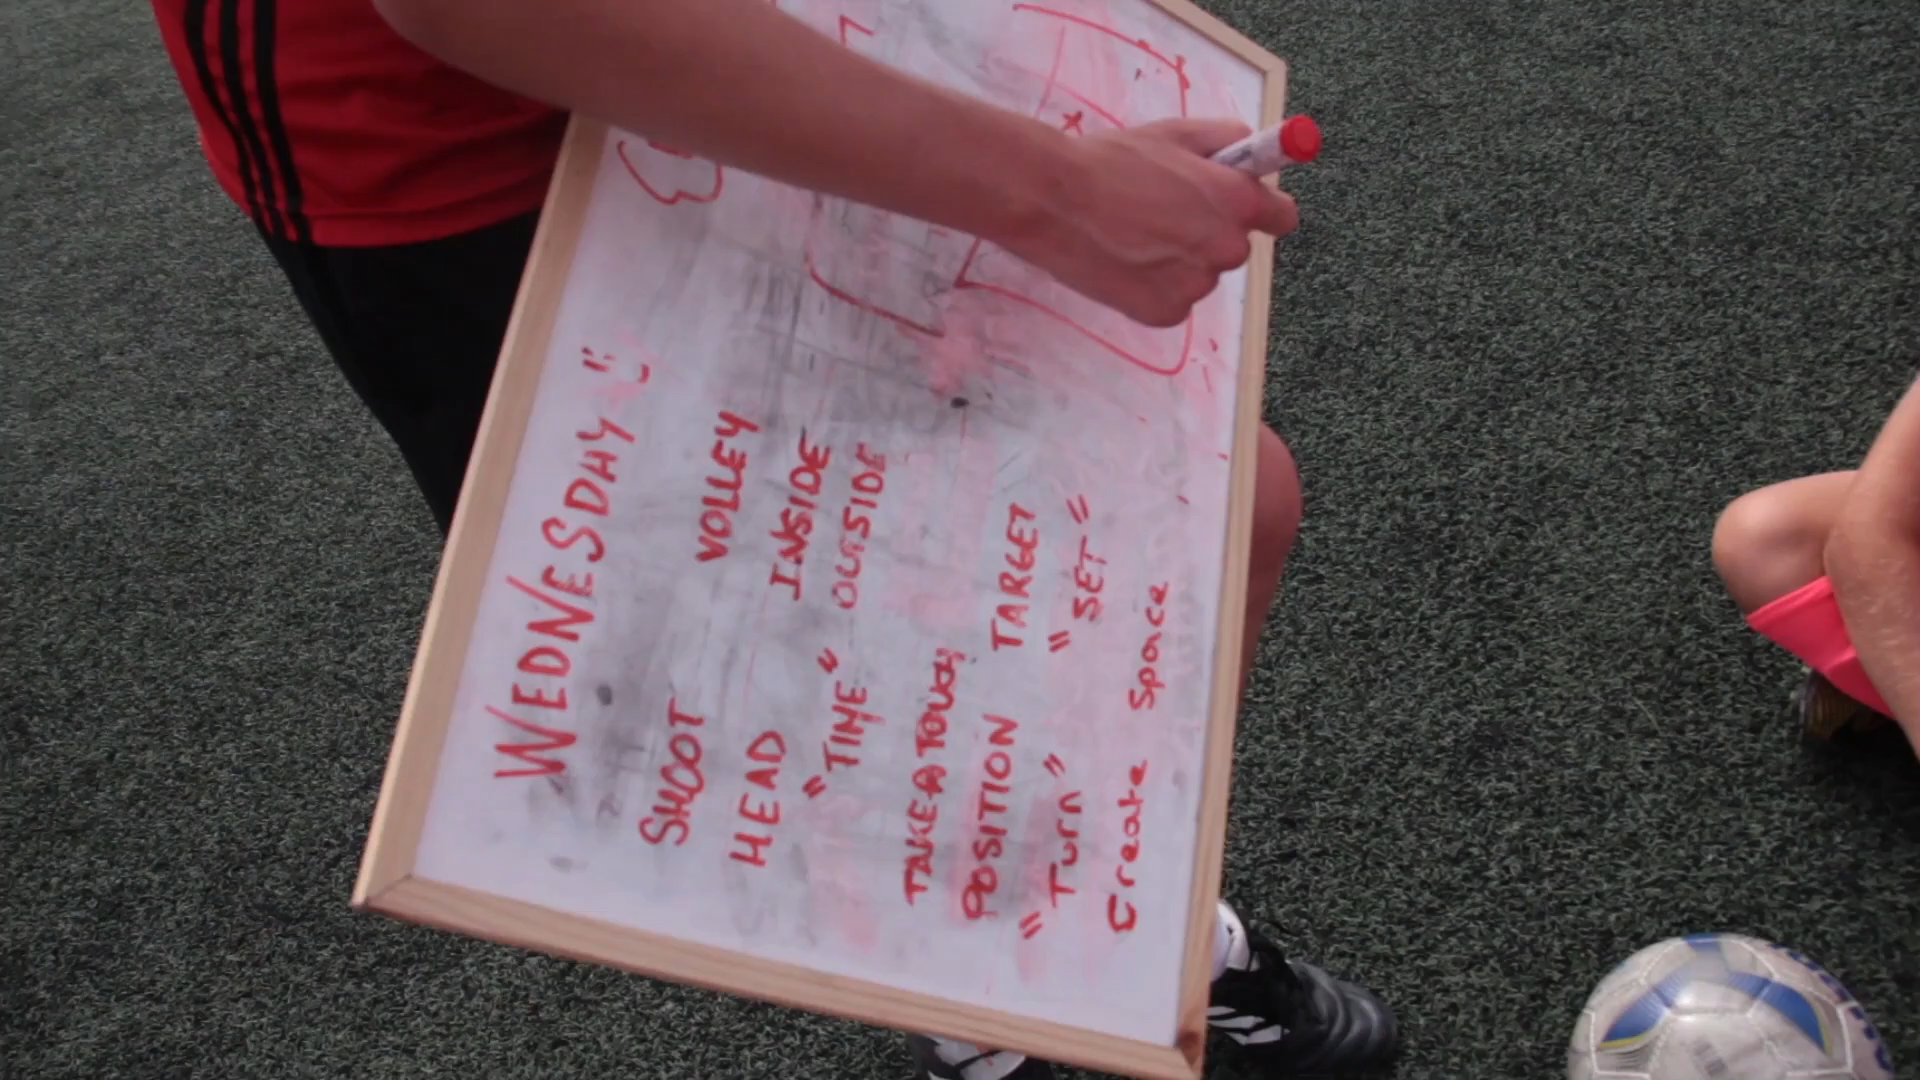 WEDNESDAY
SHOOT VOLLEY
HEAD INSIDE
"TIME" OUTSIDE
TAKE A TOUCH
POSITION TARGET
"Turn" "SET"
Create Space